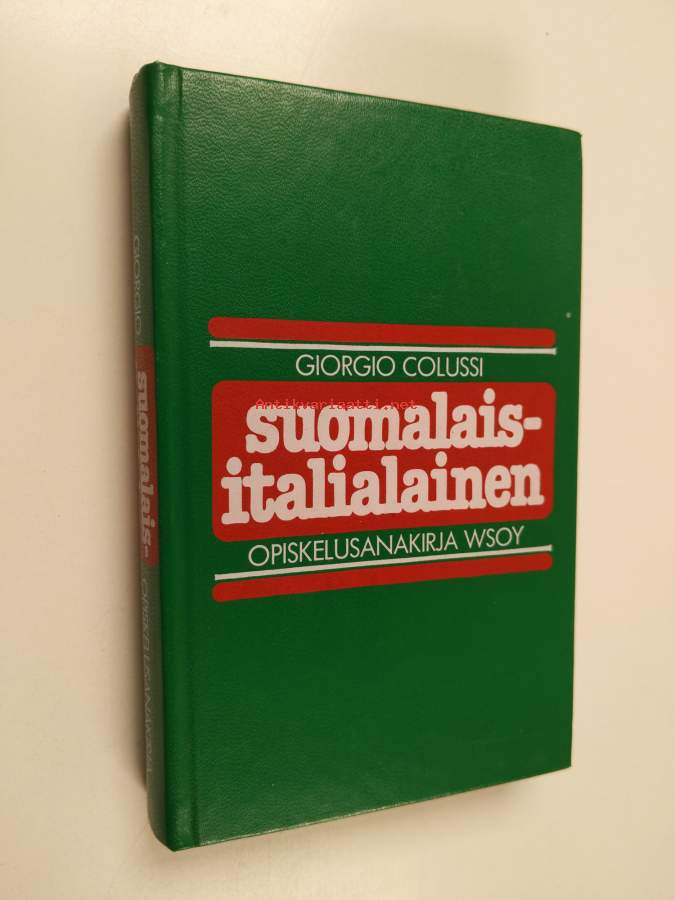 GIORGIO COLUSSI
Antikvariaatti.net
suomalais-
italialainen
OPISKELUSANAKIRJA WSOY
GIORGIO
suomalais-
OPISKELUSANAKIRJA